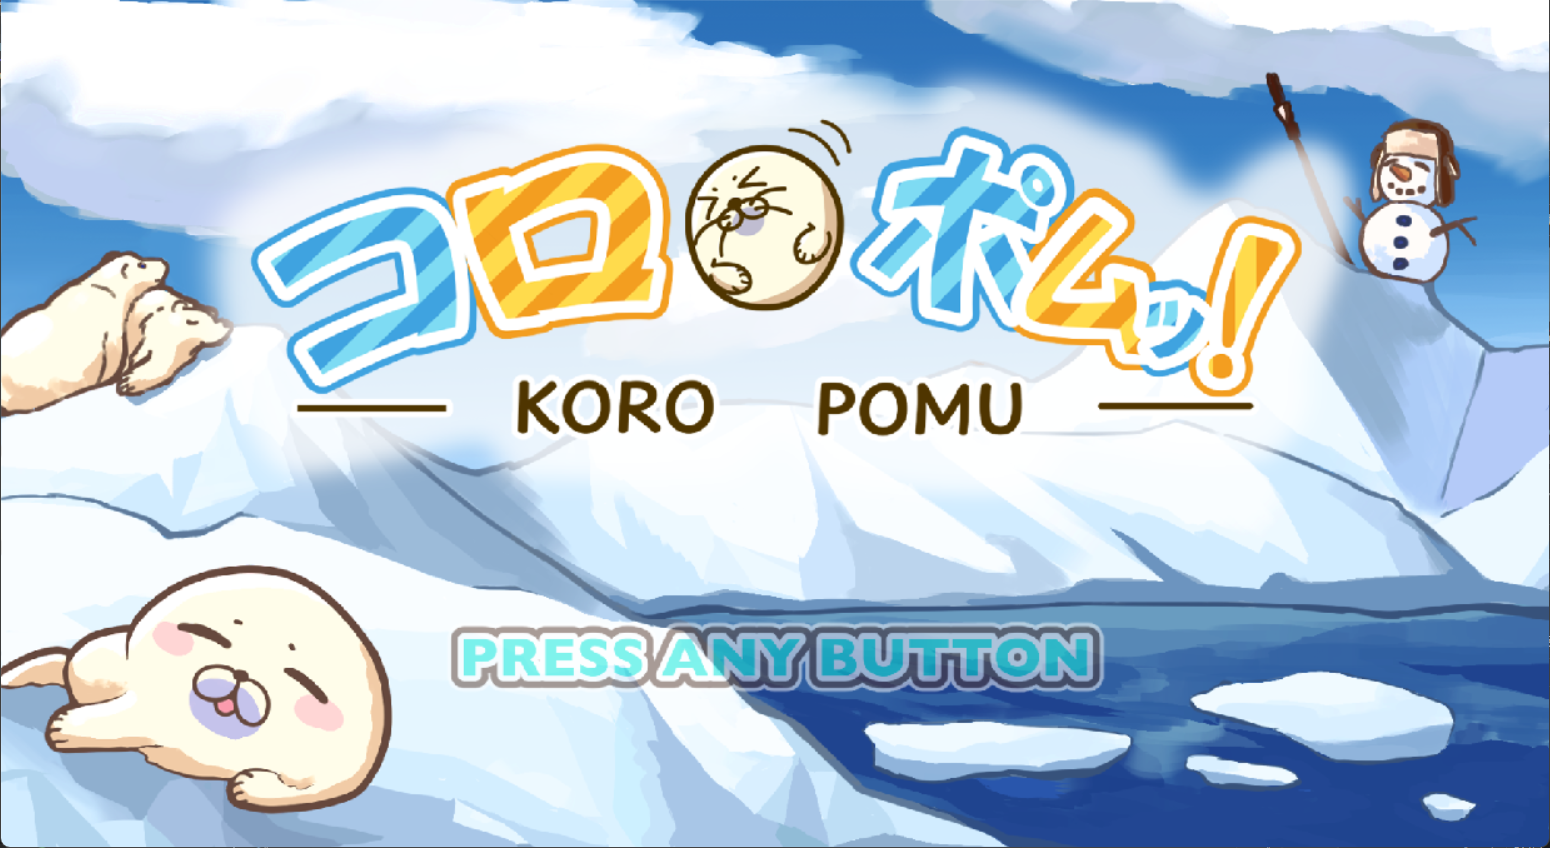 コロポムッ!
KORO POMU
PRESS ANY BUTTON